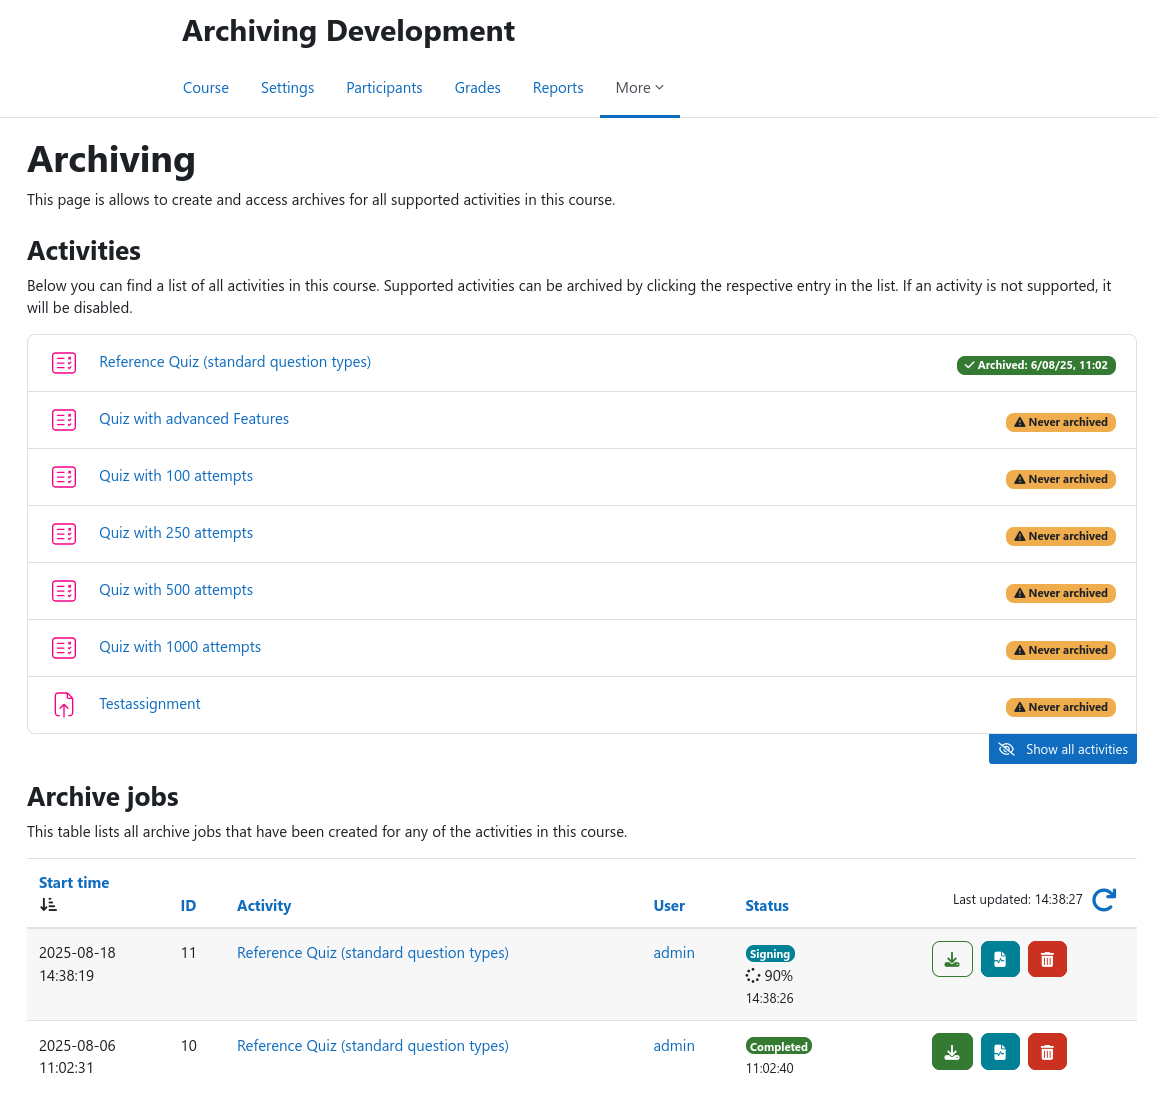 Archiving Development
Course Settings Participants Grades Reports More
Archiving
This page is allows to create and access archives for all supported activities in this course.
Activities
Below you can find a list of all activities in this course. Supported activities can be archived by clicking the respective entry in the list. If an activity is not supported, it
will be disabled.
Reference Quiz (standard question types) Archived: 6/08/25, 11:02
Quiz with advanced Features Never archived
Quiz with 100 attempts Never archived
Quiz with 250 attempts Never archived
Quiz with 500 attempts Never archived
Quiz with 1000 attempts Never archived
Testassignment Never archived
Show all activities
Archive jobs
This table lists all archive jobs that have been created for any of the activities in this course.
Start time
ID Activity User Status Last updated: 14:38:27
2025-08-18 11 Reference Quiz (standard question types) admin Signing
14:38:19 90%
14:38:26
2025-08-06 10 Reference Quiz (standard question types) admin Completed
11:02:31 11:02:40